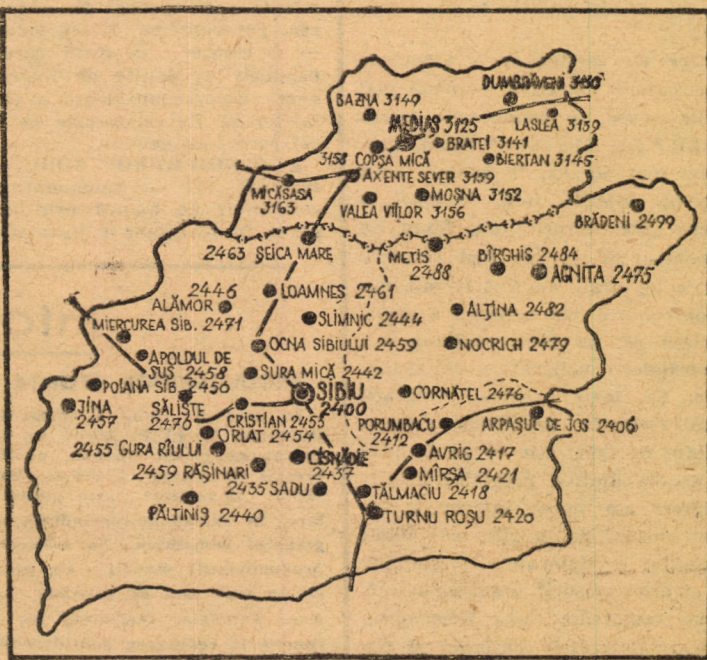 DUMBRĂVENI 3130
BAZNA 3149
LASLEA 3139
MEDIAȘ 3125
BRATEI 3141
3158 COPȘA MICĂ
BIERTAN 3145
AXENTE SEVER 3159
MICĂSASA
3163
MOȘNA 3152
VALEA VIILOR 3156
BRĂDENI 2499
2463 ȘEICA MARE
METIȘ
2488
BÎRGHIȘ 2484
AGNITA 2475
2446
ALĂMOR
LOAMNEȘ 2461
ALȚINA 2482
SLIMNIC 2444
MIERCUREA SIB. 2471
OCNA SIBIULUI 2459
NOCRICH 2479
APOLDUL DE
SUS 2458
ȘURA MICĂ 2442
POIANA SIB. 2456
SIBIU
2400
CORNĂȚEL 2476
JINA
2457
SĂLIȘTE
2476
CRISTIAN 2455
PORUMBACU
2412
ARPAȘUL DE JOS 2406
ORLAT 2454
2455 GURA RÎULUI
AVRIG 2417
CISNĂDIE
2437
2459 RĂȘINARI
MÎRȘA 2421
2435 SADU
TĂLMACIU 2418
PĂLTINIȘ 2440
TURNU ROȘU 2420